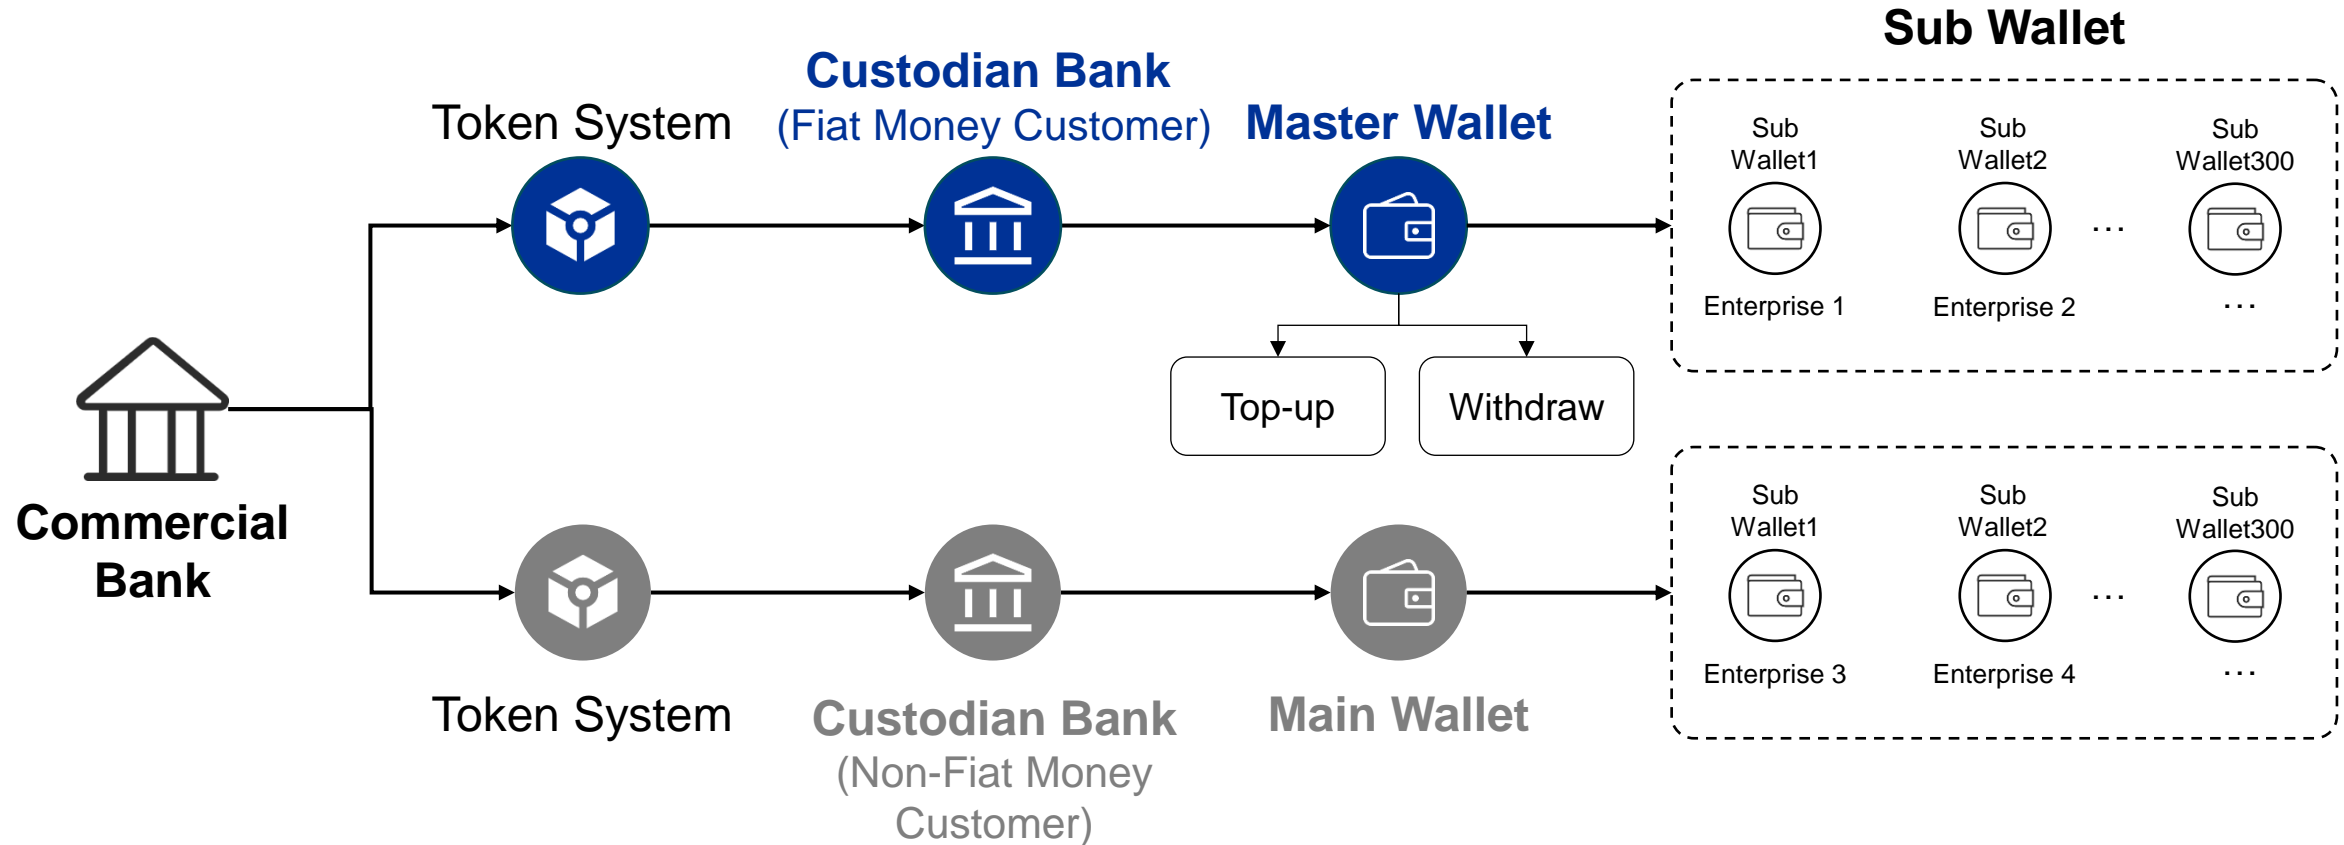 Sub Wallet
Custodian Bank
(Fiat Money Customer)
Token System
Master Wallet
Sub
Wallet1
Sub
Wallet2
Sub
Wallet300
...
Enterprise 1
Enterprise 2
...
Top-up
Withdraw
Commercial
Bank
Sub
Wallet1
Sub
Wallet2
Sub
Wallet300
...
Enterprise 3
Enterprise 4
...
Token System
Custodian Bank
(Non-Fiat Money
Customer)
Main Wallet